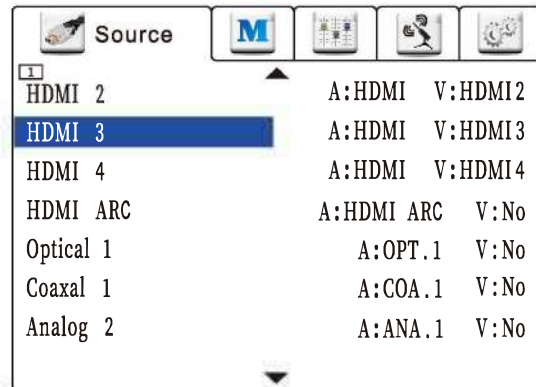 Source M
1
HDMI 2 A:HDMI V:HDMI2
HDMI 3 A:HDMI V:HDMI3
HDMI 4 A:HDMI V:HDMI4
HDMI ARC A:HDMI ARC V:No
Optical 1 A:OPT.1 V:No
Coaxal 1 A:COA.1 V:No
Analog 2 A:ANA.1 V:No